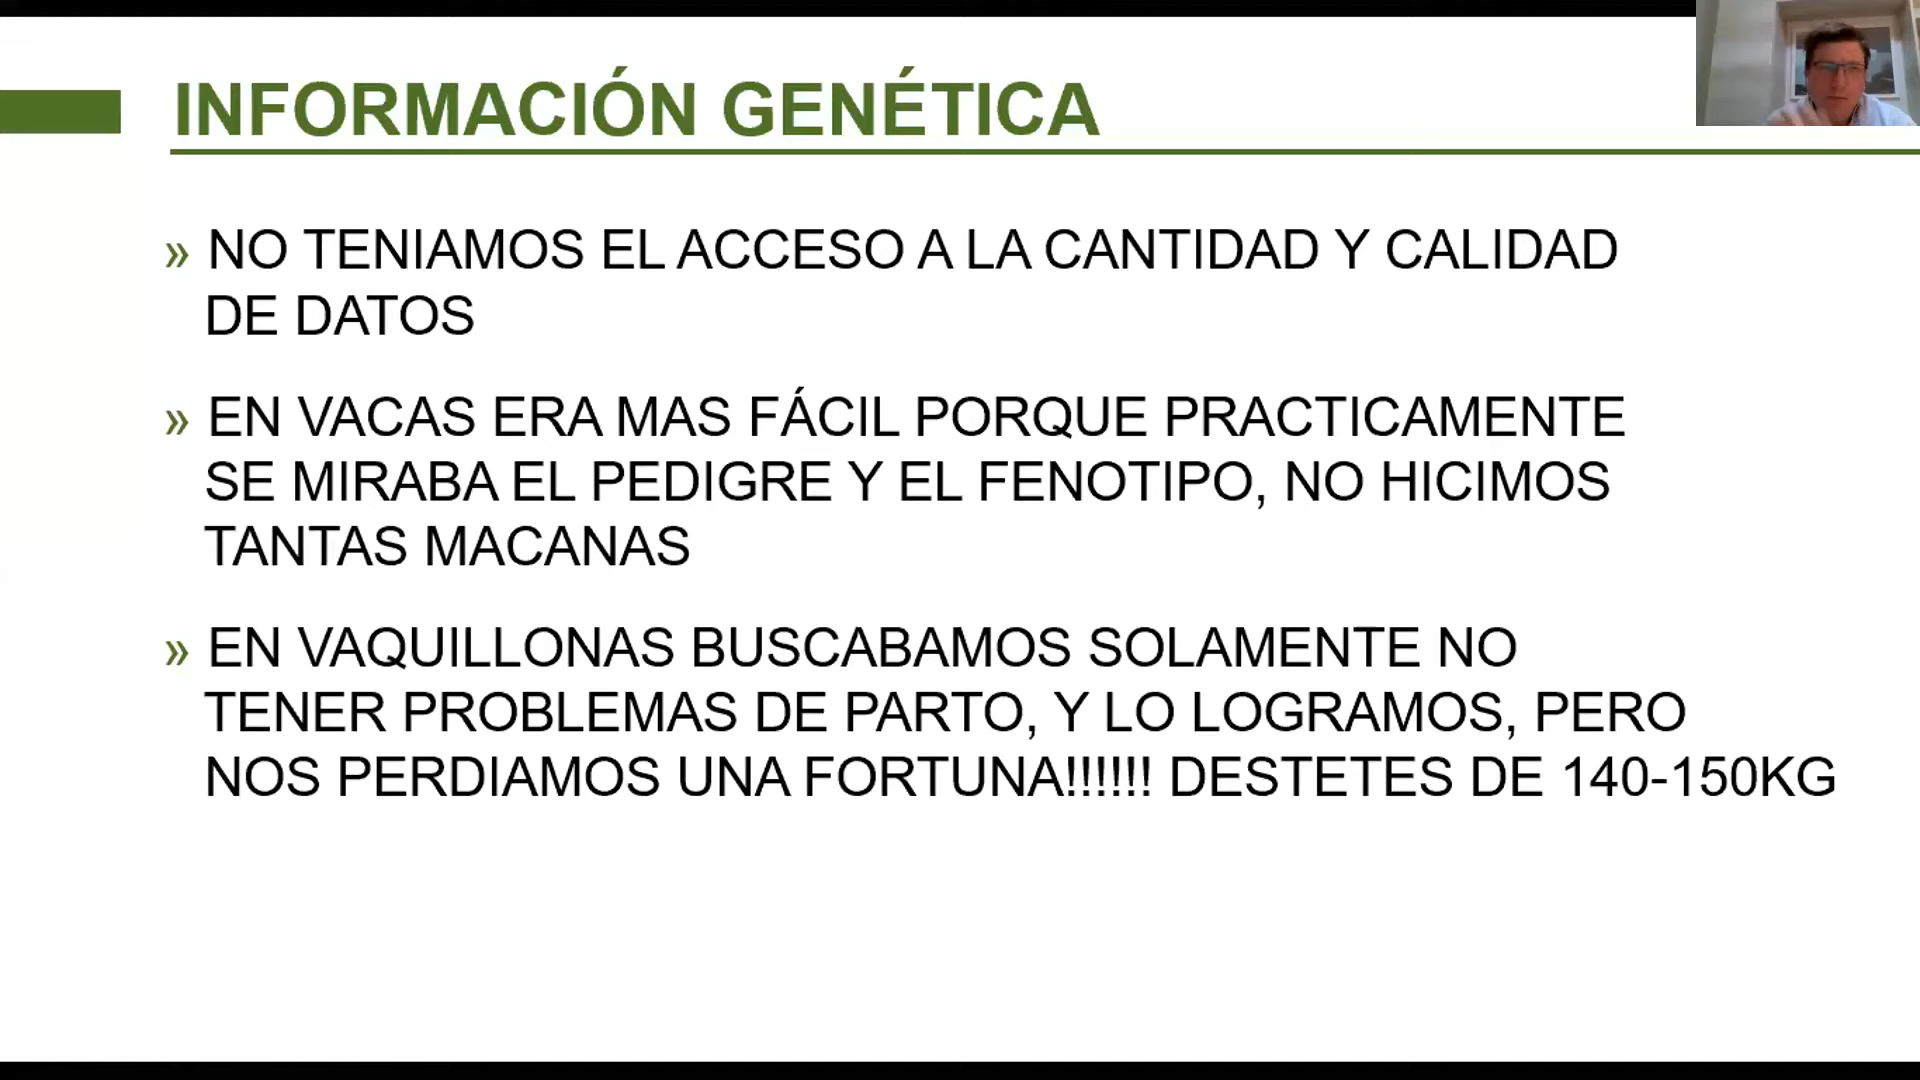 INFORMACIÓN GENÉTICA
» NO TENIAMOS EL ACCESO A LA CANTIDAD Y CALIDAD
DE DATOS
» EN VACAS ERA MAS FÁCIL PORQUE PRACTICAMENTE
SE MIRABA EL PEDIGRE Y EL FENOTIPO, NO HICIMOS
TANTAS MACANAS
» EN VAQUILLONAS BUSCABAMOS SOLAMENTE NO
TENER PROBLEMAS DE PARTO, Y LO LOGRAMOS, PERO
NOS PERDIAMOS UNA FORTUNA!!!!!! DESTETES DE 140-150KG